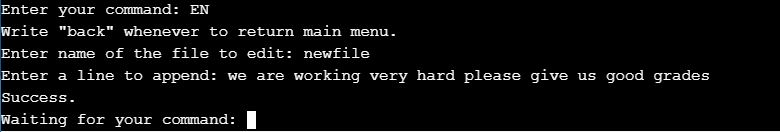 Enter your command: EN
Write "back" whenever to return main menu.
Enter name of the file to edit: newfile
Enter a line to append: we are working very hard please give us good grades
Success.
Waiting for your command: